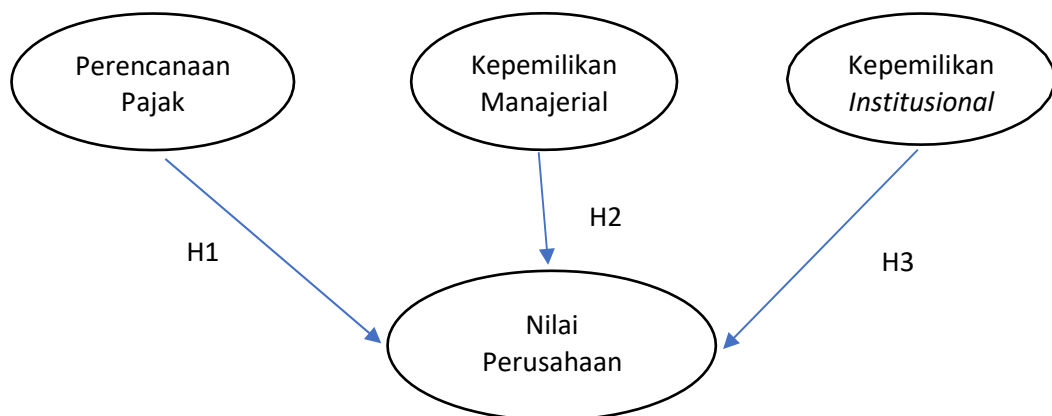 Perencanaan
Pajak
Kepemilikan
Manajerial
Kepemilikan
Institusional
H1
H2
H3
Nilai
Perusahaan